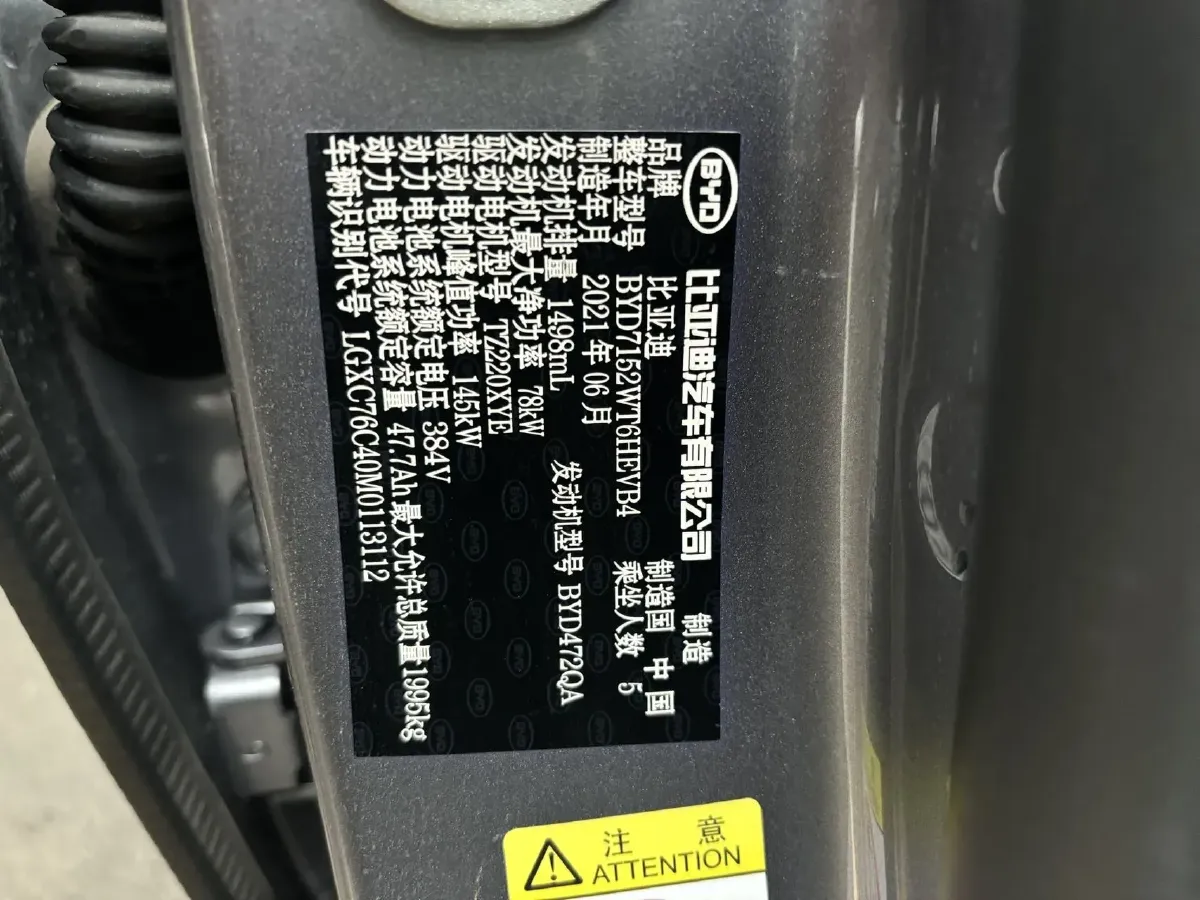 BYD 比亚迪汽车有限公司 制造
品牌 比亚迪 制造国 中国
整车型号 BYD7152WT6HEVB4 乘坐人数 5
制造年月 2021年06月
发动机排量 1498mL 发动机型号 BYD472QA
发动机最大净功率 78kW
驱动电机型号 TZ220XYE
驱动电机峰值功率 145kW
动力电池系统额定电压 384V
动力电池系统额定容量 47.7Ah 最大允许总质量1995kg
车辆识别代号 LGXC76C40M0113112
注意
ATTENTION